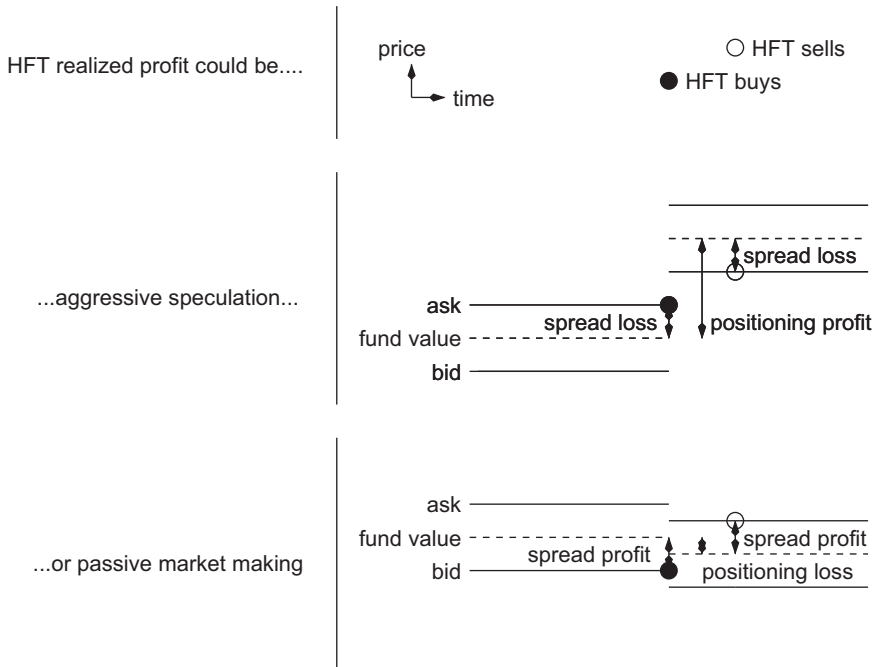 HFT realized profit could be....
price
time
HFT sells
HFT buys
...aggressive speculation...
spread loss
ask
spread loss
positioning profit
fund value
bid
...or passive market making
ask
fund value
spread profit
spread profit
bid
positioning loss